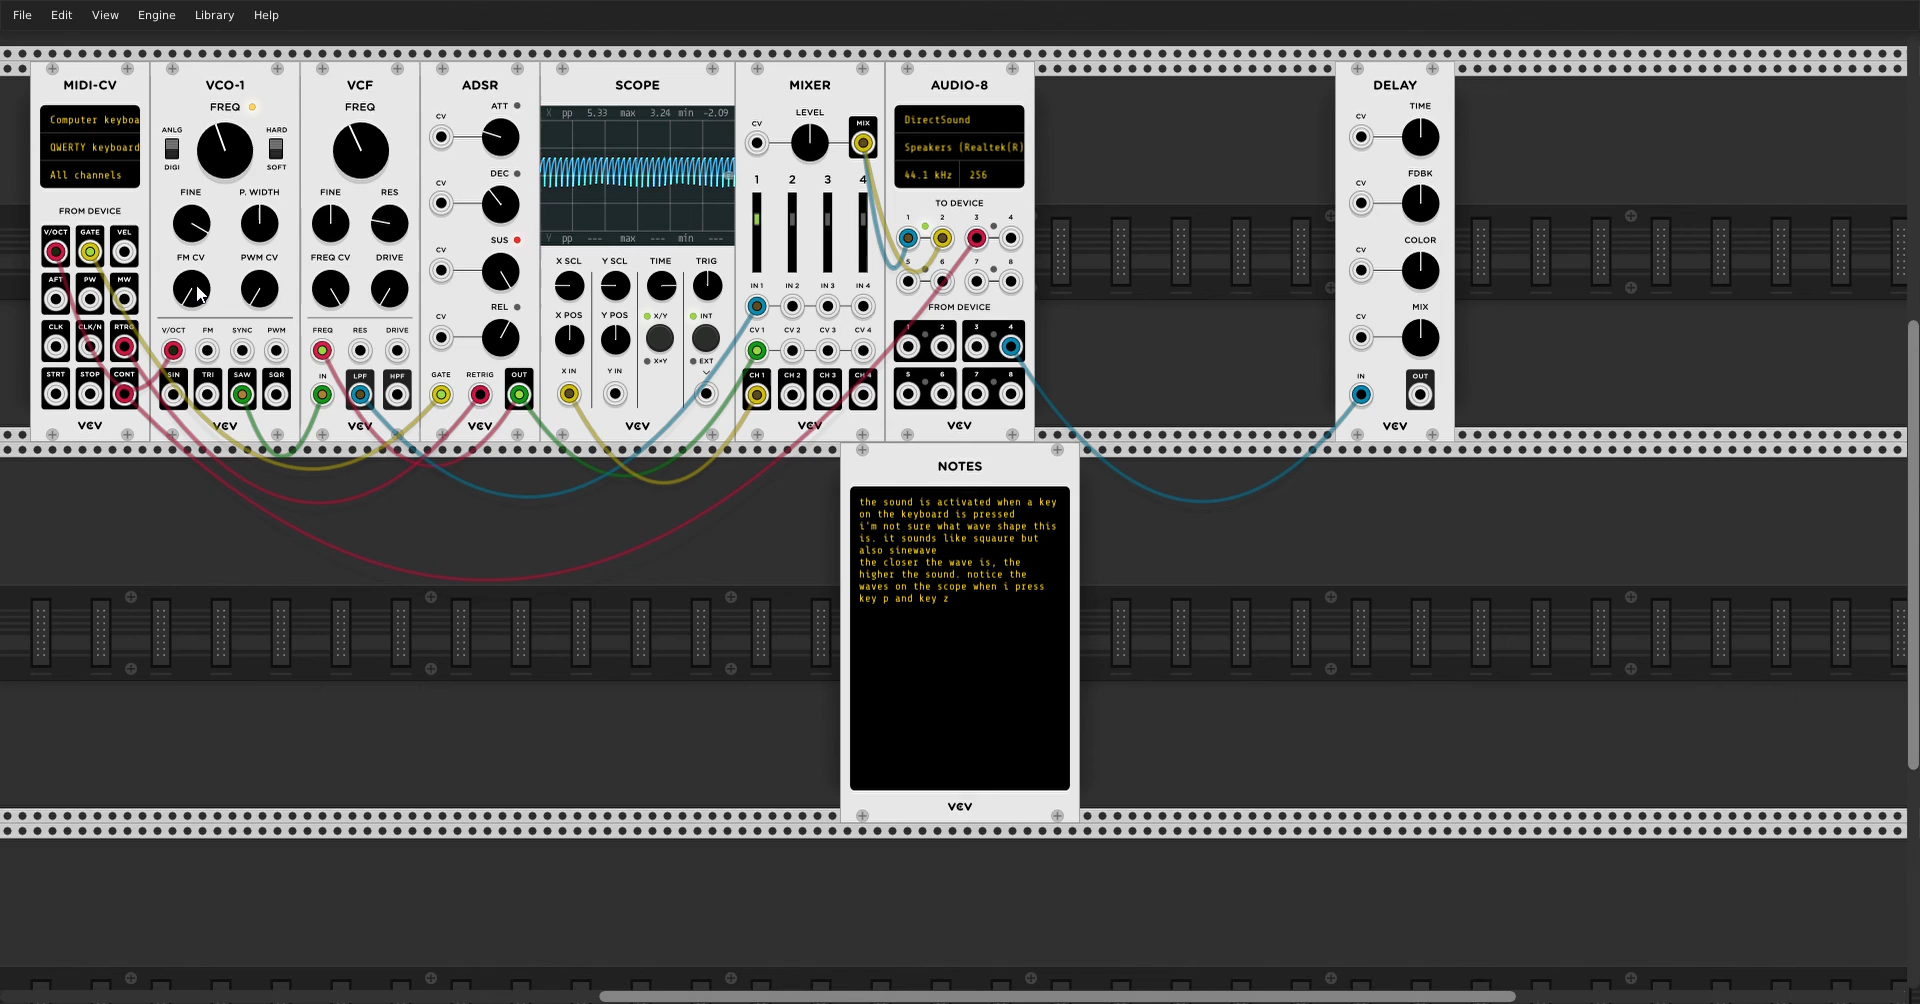 File Edit View Engine Library Help
MIDI-CV
Computer keyboa
QWERTY keyboard
All channels
FROM DEVICE
V/OCT GATE VEL
AFT PW MW
CLK CLK/N RTRG
STRT STOP CONT
VCV
VCO-1
FREQ
ANLG HARD
DIGI SOFT
FINE P. WIDTH
FM CV PWM CV
V/OCT FM SYNC PWM
SIN TRI SAW SQR
VCV
VCF
FREQ
FINE RES
FREQ CV DRIVE
FREQ RES DRIVE
IN LPF HPF
VCV
ADSR
ATT
CV
DEC
CV
SUS
CV
REL
CV
GATE RETRIG OUT
SCOPE
X pp 5.33 max 3.24 min -2.09
Y pp --- max --- min ---
X SCL Y SCL TIME TRIG
X POS Y POS X/Y INT
X×Y EXT
X IN Y IN
VCV
MIXER
LEVEL
CV MIX
1 2 3 4
IN 1 IN 2 IN 3 IN 4
CV 1 CV 2 CV 3 CV 4
CH 1 CH 2 CH 3 CH 4
VCV
AUDIO-8
DirectSound
Speakers (Realtek(R)
44.1 kHz 256
TO DEVICE
1 2 3 4
5 6 7 8
FROM DEVICE
1 2 3 4
5 6 7 8
VCV
DELAY
TIME
CV
FDBK
CV
COLOR
CV
MIX
CV
IN OUT
VCV
NOTES
the sound is activated when a key
on the keyboard is pressed
i'm not sure what wave shape this
is. it sounds like squaure but
also sinewave
the closer the wave is, the
higher the sound. notice the
waves on the scope when i press
key p and key z
VCV